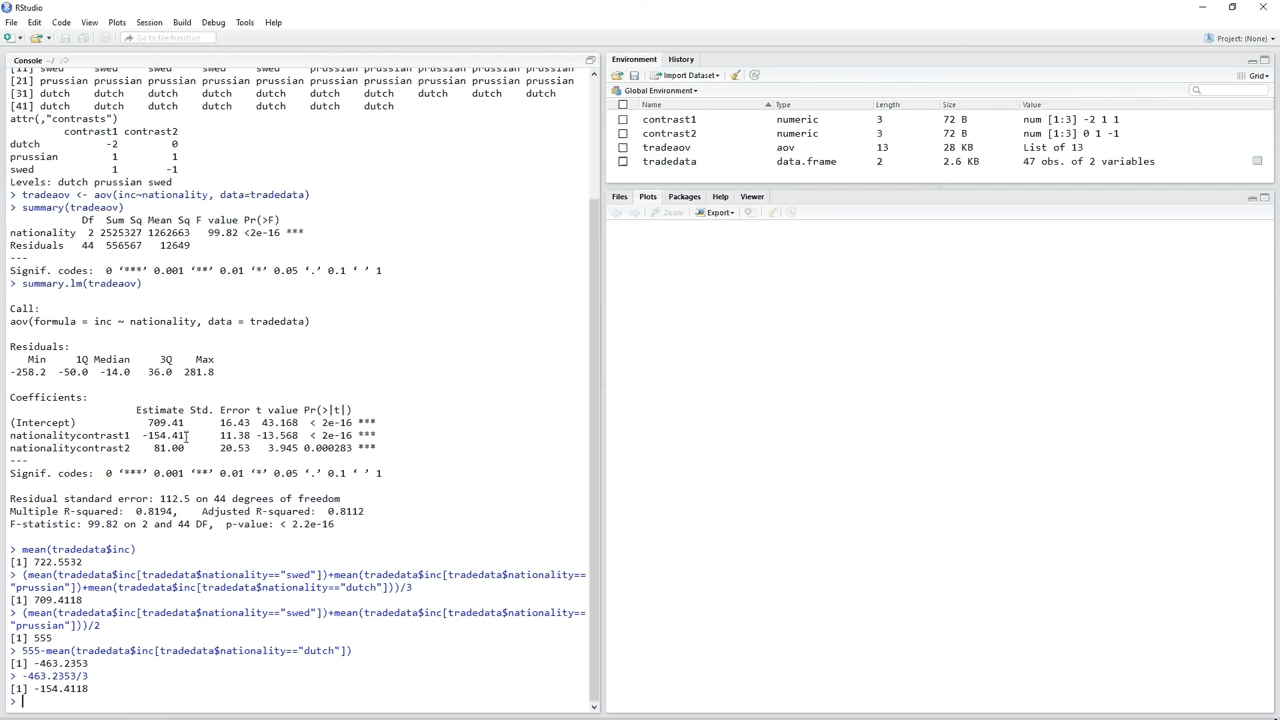 RStudio
File Edit Code View Plots Session Build Debug Tools Help
Go to file/function Project: (None)
Console ~/
[11] swed swed swed swed swed prussian prussian prussian prussian prussian
[21] prussian prussian prussian prussian prussian prussian prussian prussian prussian prussian
[31] dutch dutch dutch dutch dutch dutch dutch dutch dutch dutch
[41] dutch dutch dutch dutch dutch dutch dutch
attr(,"contrasts")
contrast1 contrast2
dutch -2 0
prussian 1 1
swed 1 -1
Levels: dutch prussian swed
> tradeaov <- aov(inc~nationality, data=tradedata)
> summary(tradeaov)
Df Sum Sq Mean Sq F value Pr(>F)
nationality 2 2525327 1262663 99.82 <2e-16 ***
Residuals 44 556567 12649
---
Signif. codes: 0 ‘***’ 0.001 ‘**’ 0.01 ‘*’ 0.05 ‘.’ 0.1 ‘ ’ 1
> summary.lm(tradeaov)
Call:
aov(formula = inc ~ nationality, data = tradedata)
Residuals:
Min 1Q Median 3Q Max
-258.2 -50.0 -14.0 36.0 281.8
Coefficients:
Estimate Std. Error t value Pr(>|t|)
(Intercept) 709.41 16.43 43.168 < 2e-16 ***
nationalitycontrast1 -154.41 11.38 -13.568 < 2e-16 ***
nationalitycontrast2 81.00 20.53 3.945 0.000283 ***
---
Signif. codes: 0 ‘***’ 0.001 ‘**’ 0.01 ‘*’ 0.05 ‘.’ 0.1 ‘ ’ 1
Residual standard error: 112.5 on 44 degrees of freedom
Multiple R-squared: 0.8194, Adjusted R-squared: 0.8112
F-statistic: 99.82 on 2 and 44 DF, p-value: < 2.2e-16
> mean(tradedata$inc)
[1] 722.5532
> (mean(tradedata$inc[tradedata$nationality=="swed"])+mean(tradedata$inc[tradedata$nationality==
"prussian"])+mean(tradedata$inc[tradedata$nationality=="dutch"]))/3
[1] 709.4118
> (mean(tradedata$inc[tradedata$nationality=="swed"])+mean(tradedata$inc[tradedata$nationality==
"prussian"]))/2
[1] 555
> 555-mean(tradedata$inc[tradedata$nationality=="dutch"])
[1] -463.2353
> -463.2353/3
[1] -154.4118
>
Environment History
Import Dataset Grid
Global Environment
Name Type Length Size Value
contrast1 numeric 3 72 B num [1:3] -2 1 1
contrast2 numeric 3 72 B num [1:3] 0 1 -1
tradeaov aov 13 28 KB List of 13
tradedata data.frame 2 2.6 KB 47 obs. of 2 variables
Files Plots Packages Help Viewer
Zoom Export